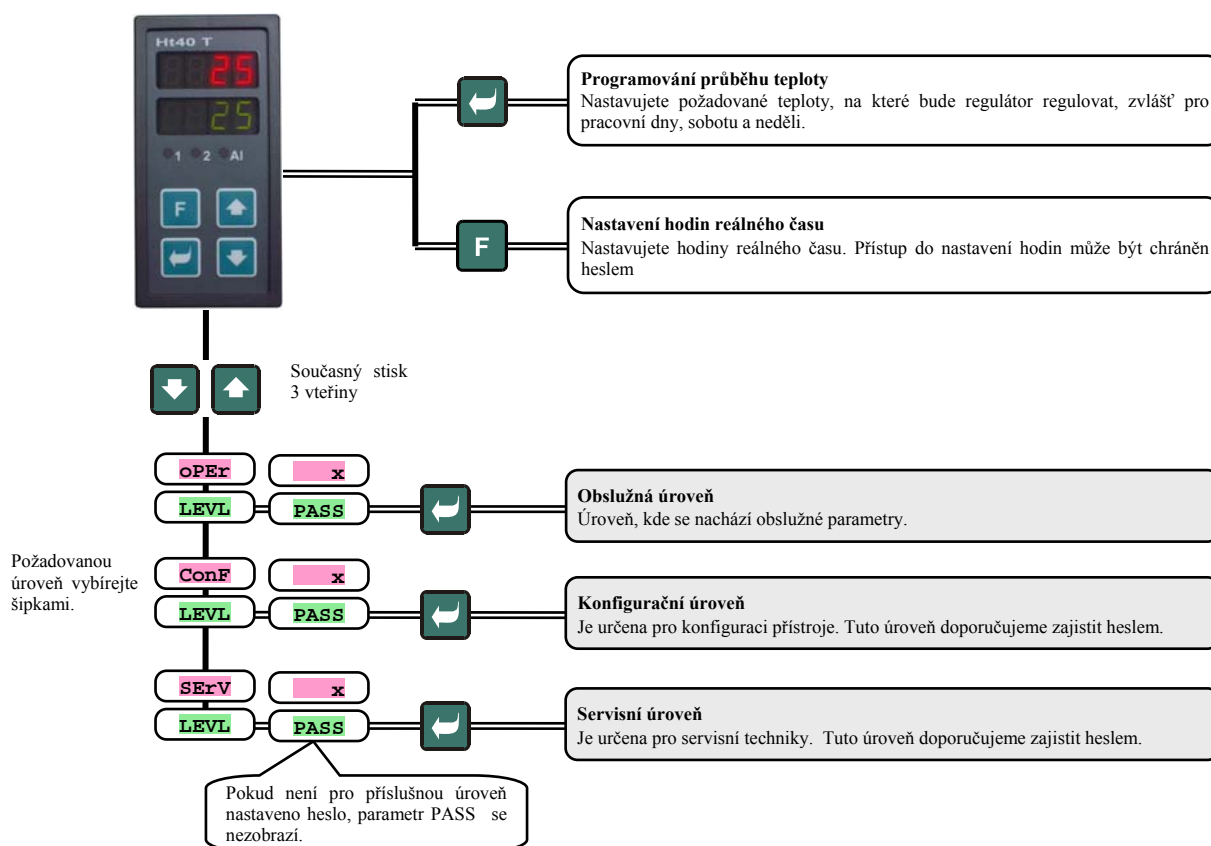 Ht40 T
25
25
1 2 Al
F
Programování průběhu teploty
Nastavujete požadované teploty, na které bude regulátor regulovat, zvlášť pro
pracovní dny, sobotu a neděli.
F
Nastavení hodin reálného času
Nastavujete hodiny reálného času. Přístup do nastavení hodin může být chráněn
heslem
Současný stisk
3 vteřiny
oPEr x
LEVL PASS
Obslužná úroveň
Úroveň, kde se nachází obslužné parametry.
Požadovanou
úroveň vybírejte
šipkami.
ConF x
LEVL PASS
Konfigurační úroveň
Je určena pro konfiguraci přístroje. Tuto úroveň doporučujeme zajistit heslem.
SErV x
LEVL PASS
Servisní úroveň
Je určena pro servisní techniky. Tuto úroveň doporučujeme zajistit heslem.
Pokud není pro příslušnou úroveň
nastaveno heslo, parametr PASS se
nezobrazí.